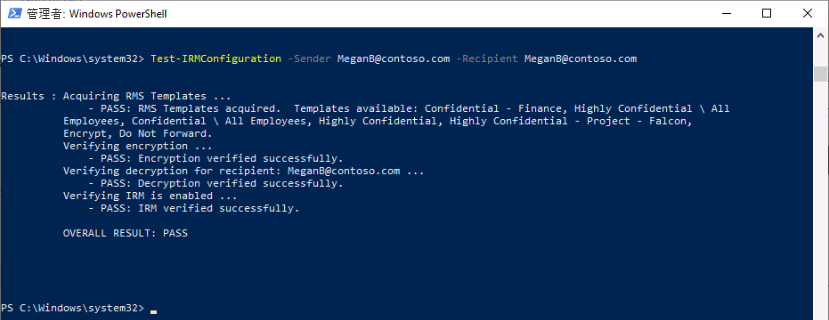 管理者: Windows PowerShell
PS C:\Windows\system32> Test-IRMConfiguration -Sender MeganB@contoso.com -Recipient MeganB@contoso.com
Results : Acquiring RMS Templates ...
- PASS: RMS Templates acquired.  Templates available: Confidential - Finance, Highly Confidential \ All
Employees, Confidential \ All Employees, Highly Confidential, Highly Confidential - Project - Falcon,
Encrypt, Do Not Forward.
Verifying encryption ...
- PASS: Encryption verified successfully.
Verifying decryption for recipient: MeganB@contoso.com ...
- PASS: Decryption verified successfully.
Verifying IRM is enabled ...
- PASS: IRM verified successfully.
OVERALL RESULT: PASS
PS C:\Windows\system32>